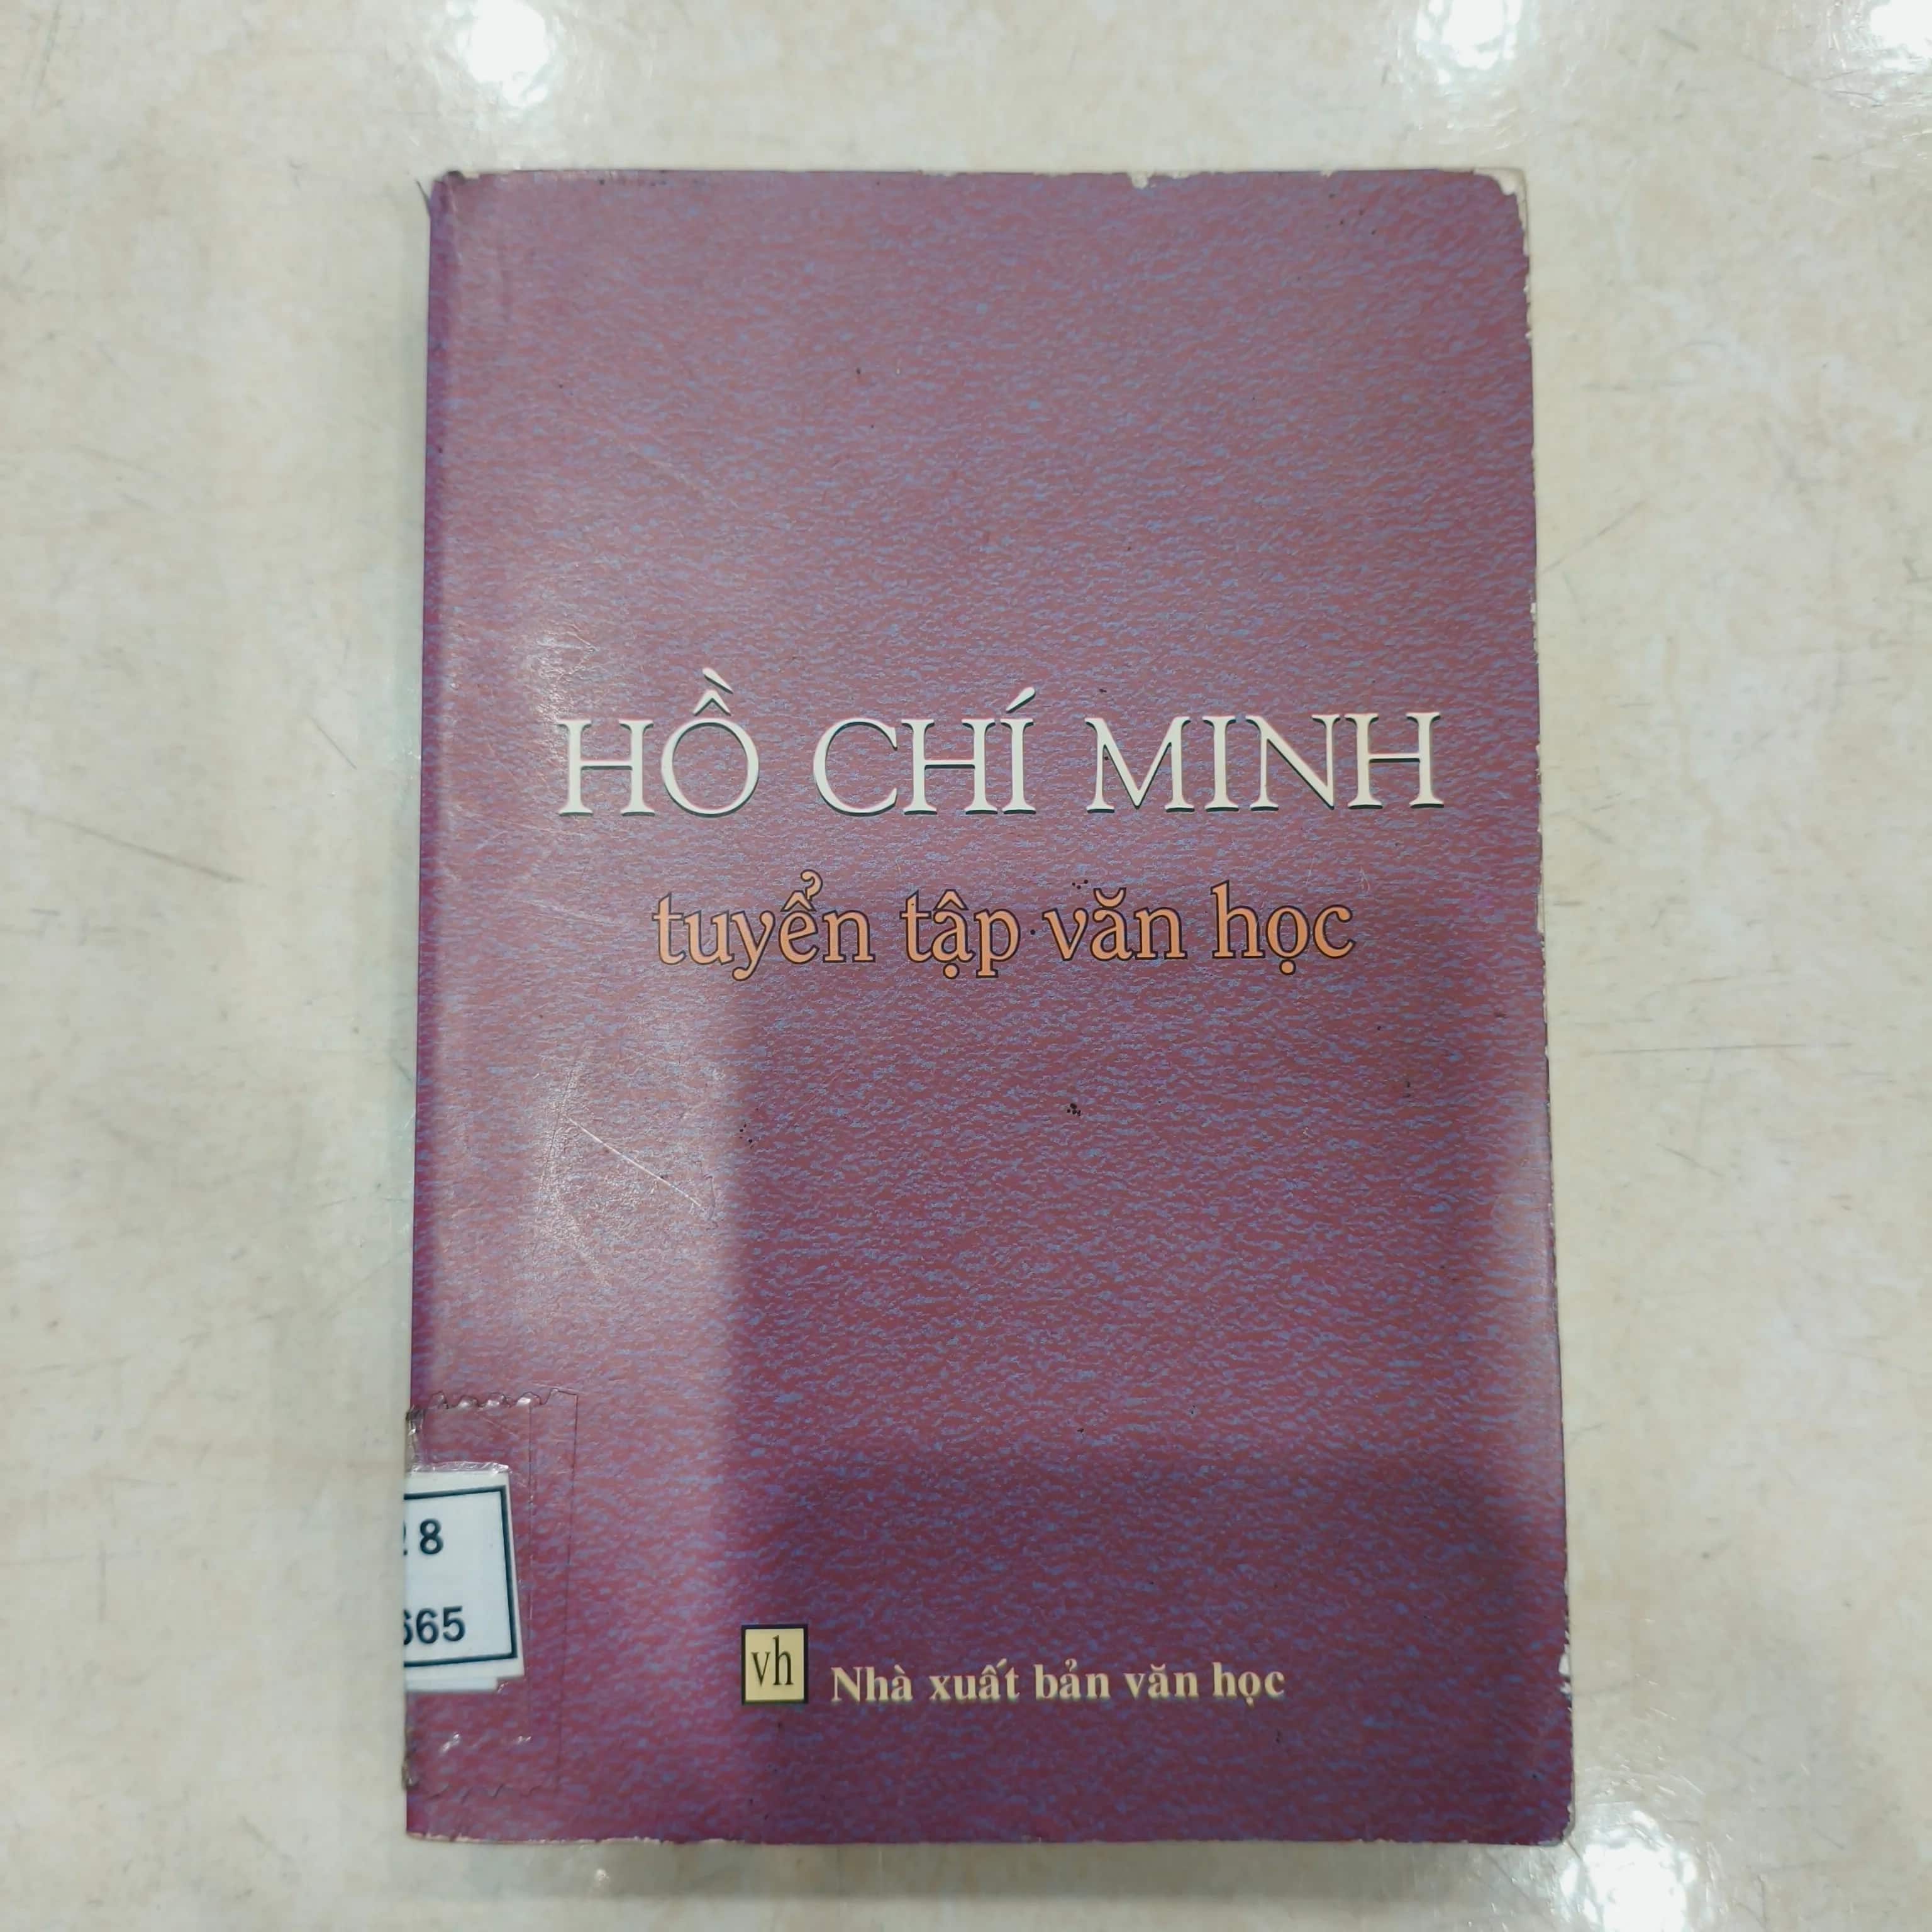 HỒ CHÍ MINH
tuyển tập văn học
28
665
vh
Nhà xuất bản văn học